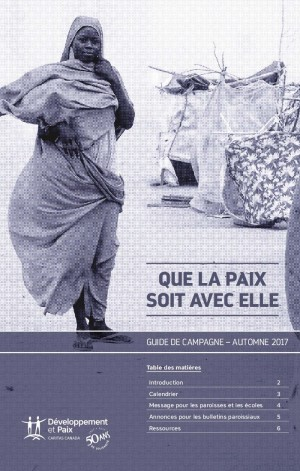 QUE LA PAIX
SOIT AVEC ELLE
GUIDE DE CAMPAGNE – AUTOMNE 2017
Table des matières
Introduction 2
Calendrier 3
Message pour les paroisses et les écoles 4
Annonces pour les bulletins paroissiaux 5
Ressources 6
Développement
et Paix
CARITAS CANADA
50 ANS